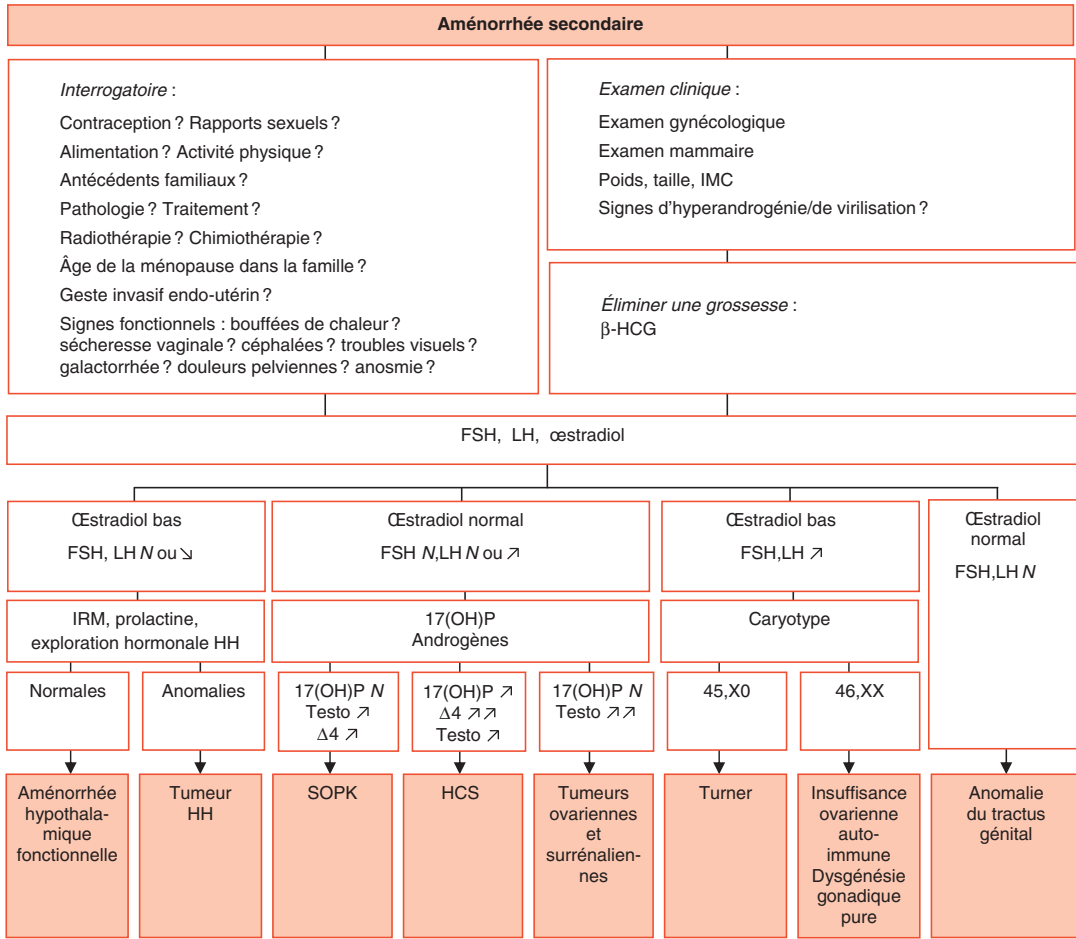 Aménorrhée secondaire
Interrogatoire :
Contraception ? Rapports sexuels ?
Alimentation ? Activité physique ?
Antécédents familiaux ?
Pathologie ? Traitement ?
Radiothérapie ? Chimiothérapie ?
Âge de la ménopause dans la famille ?
Geste invasif endo-utérin ?
Signes fonctionnels : bouffées de chaleur ?
sécheresse vaginale ? céphalées ? troubles visuels ?
galactorrhée ? douleurs pelviennes ? anosmie ?
Examen clinique :
Examen gynécologique
Examen mammaire
Poids, taille, IMC
Signes d'hyperandrogénie/de virilisation ?
Éliminer une grossesse :
β-HCG
FSH, LH, œstradiol
Œstradiol bas
FSH, LH N ou ↘
Œstradiol normal
FSH N,LH N ou ↗
Œstradiol bas
FSH,LH ↗
Œstradiol
normal
FSH,LH N
IRM, prolactine,
exploration hormonale HH
17(OH)P
Androgènes
Caryotype
Normales
Anomalies
17(OH)P N
Testo ↗
Δ4 ↗
17(OH)P ↗
Δ4 ↗↗
Testo ↗
17(OH)P N
Testo ↗↗
45,X0
46,XX
Aménorrhée
hypothala-
mique
fonctionnelle
Tumeur
HH
SOPK
HCS
Tumeurs
ovariennes
et
surrénalien-
nes
Turner
Insuffisance
ovarienne
auto-
immune
Dysgénésie
gonadique
pure
Anomalie
du tractus
génital